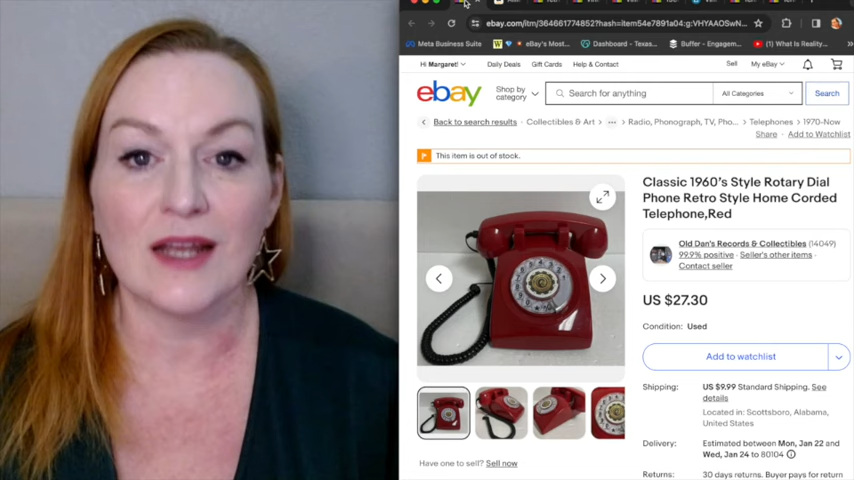 ebay.com/itm/364661774852?hash=item54e7891a04:g:VHYAAOSwN...
Meta Business Suite
eBay's Most...
Dashboard - Texas...
Buffer - Engagem...
What Is Reality...
Hi Margaret!
Daily Deals
Gift Cards
Help & Contact
Sell
My eBay
ebay
Shop by category
Search for anything
All Categories
Search
Back to search results
Collectibles & Art
...
Radio, Phonograph, TV, Pho...
Telephones
1970-Now
Share
Add to Watchlist
This item is out of stock.
Classic 1960's Style Rotary Dial
Phone Retro Style Home Corded
Telephone,Red
Old Dan's Records & Collectibles (14049)
99.9% positive · Seller's other items ·
Contact seller
US $27.30
Condition: Used
Add to watchlist
Shipping: US $9.99 Standard Shipping. See
details
Located in: Scottsboro, Alabama,
United States
Delivery: Estimated between Mon, Jan 22 and
Wed, Jan 24 to 80104
Returns: 30 days returns. Buyer pays for return
Have one to sell? Sell now